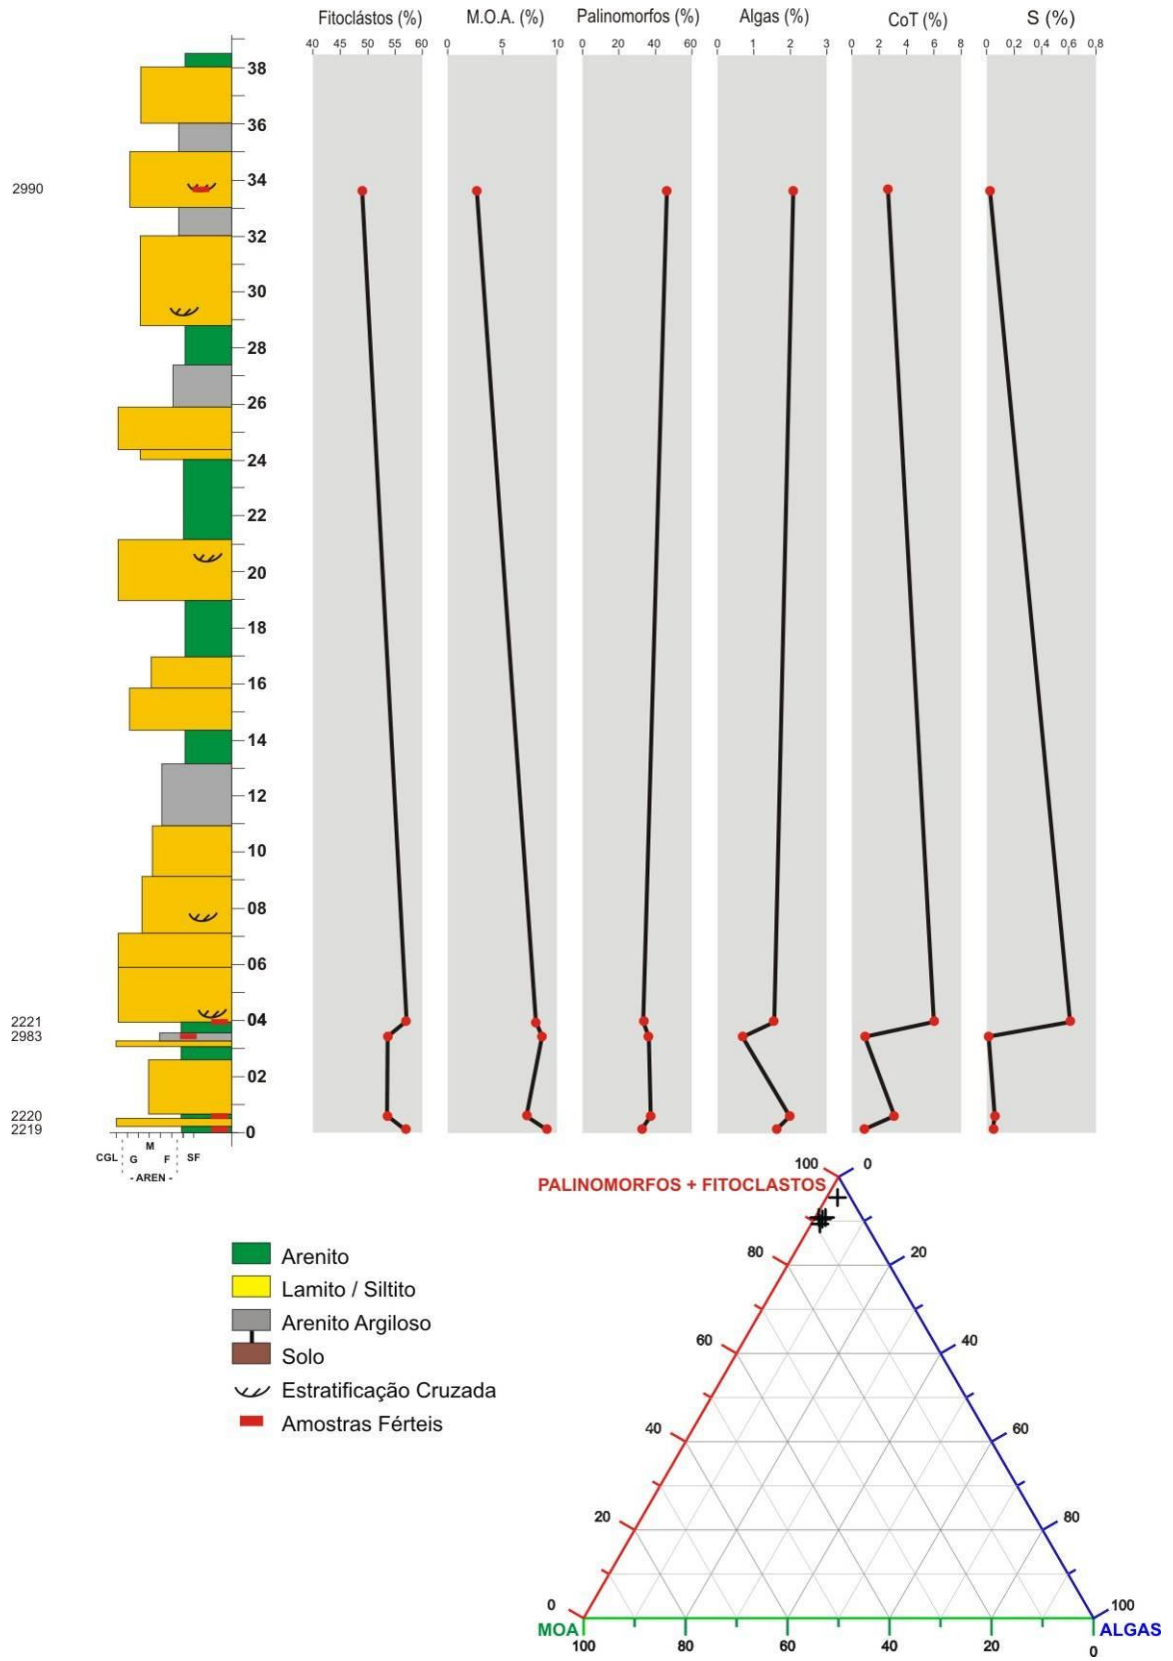 Fitoclástos (%) M.O.A. (%) Palinomorfos (%) Algas (%) CoT (%) S (%)
40 45 50 55 60 0 5 10 0 20 40 60 0 1 2 3 0 2 4 6 8 0 0,2 0,4 0,6 0,8
38
36
2990 34
32
30
28
26
24
22
20
18
16
14
12
10
08
06
2221 04
2983
02
2220
2219 0
CGL G M F SF
- AREN -
100 0
PALINOMORFOS + FITOCLASTOS
80 20
60 40
40 60
20 80
0 100
MOA ALGAS
100 80 60 40 20 0
Arenito
Lamito / Siltito
Arenito Argiloso
Solo
Estratificação Cruzada
Amostras Férteis